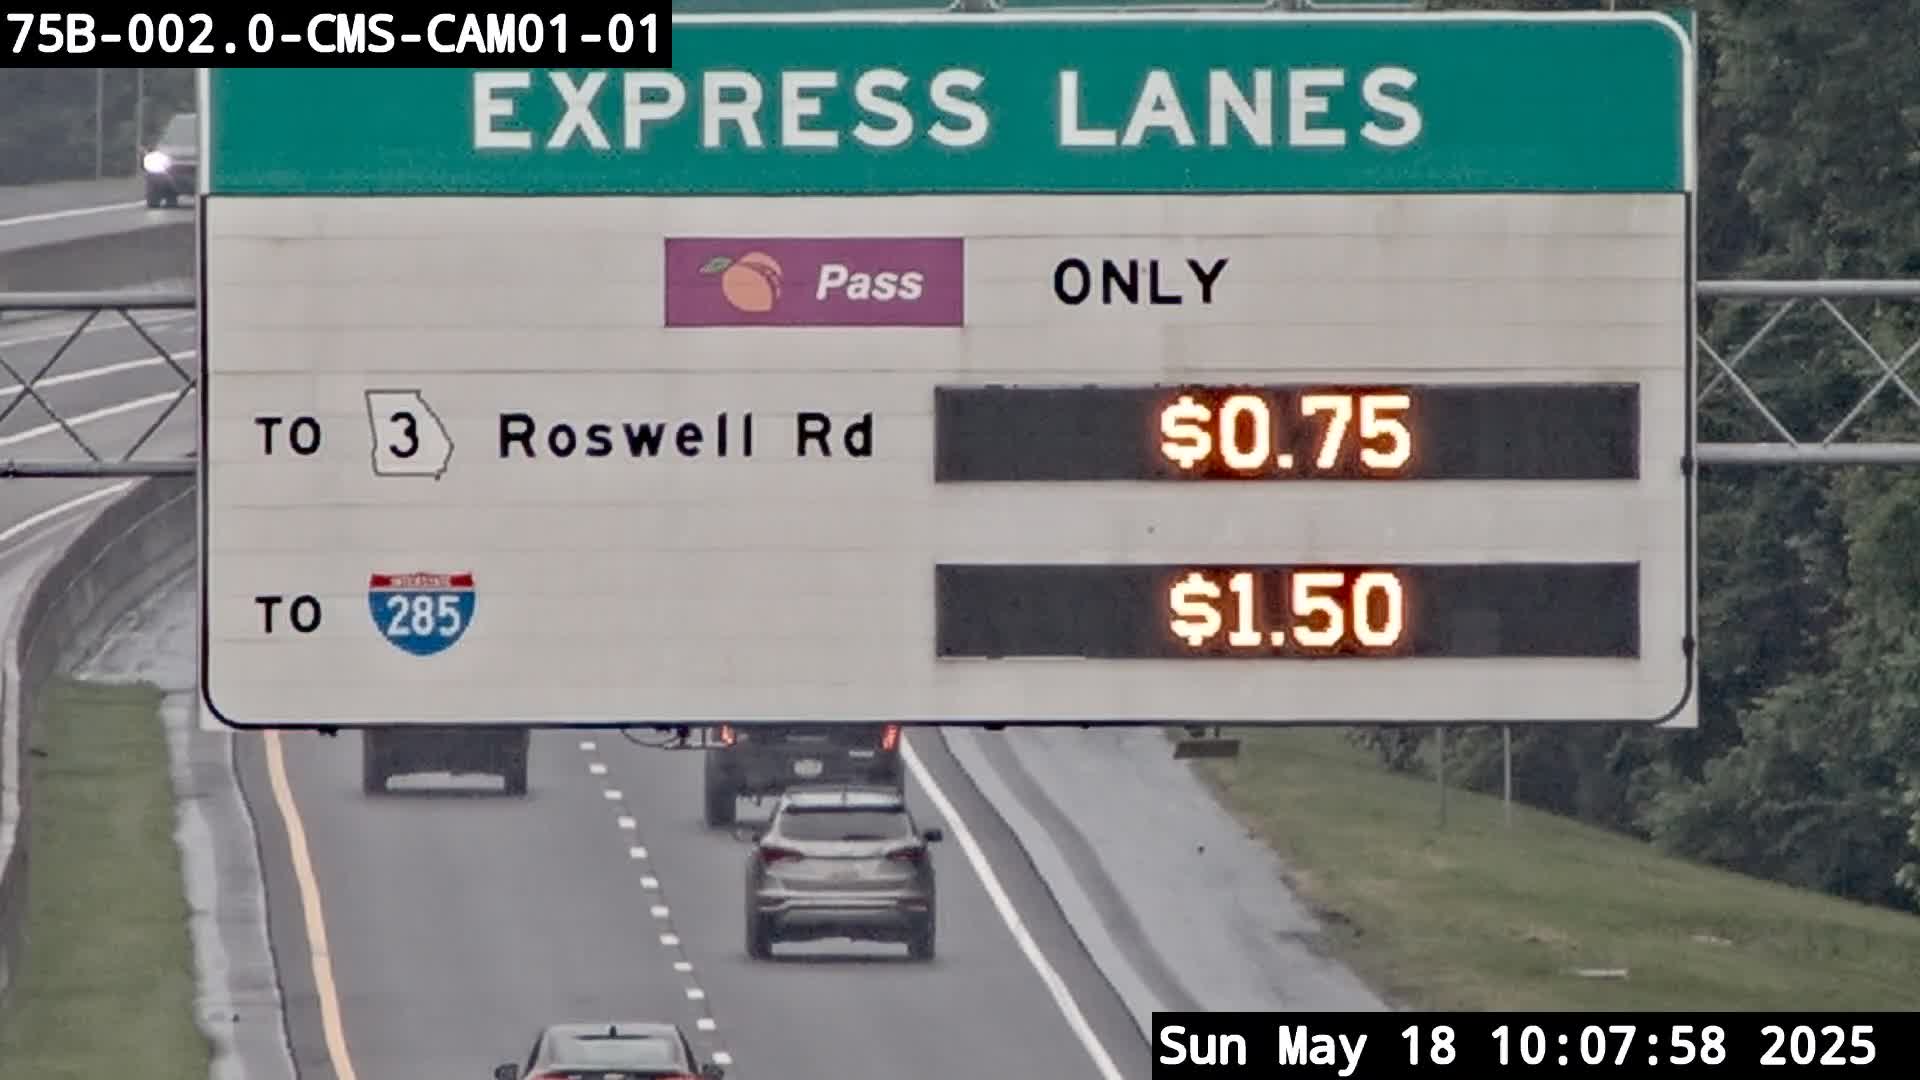 75B-002.0-CMS-CAM01-01
EXPRESS LANES
Pass ONLY
TO 3 Roswell Rd $0.75
INTERSTATE
TO 285 $1.50
Sun May 18 10:07:58 2025